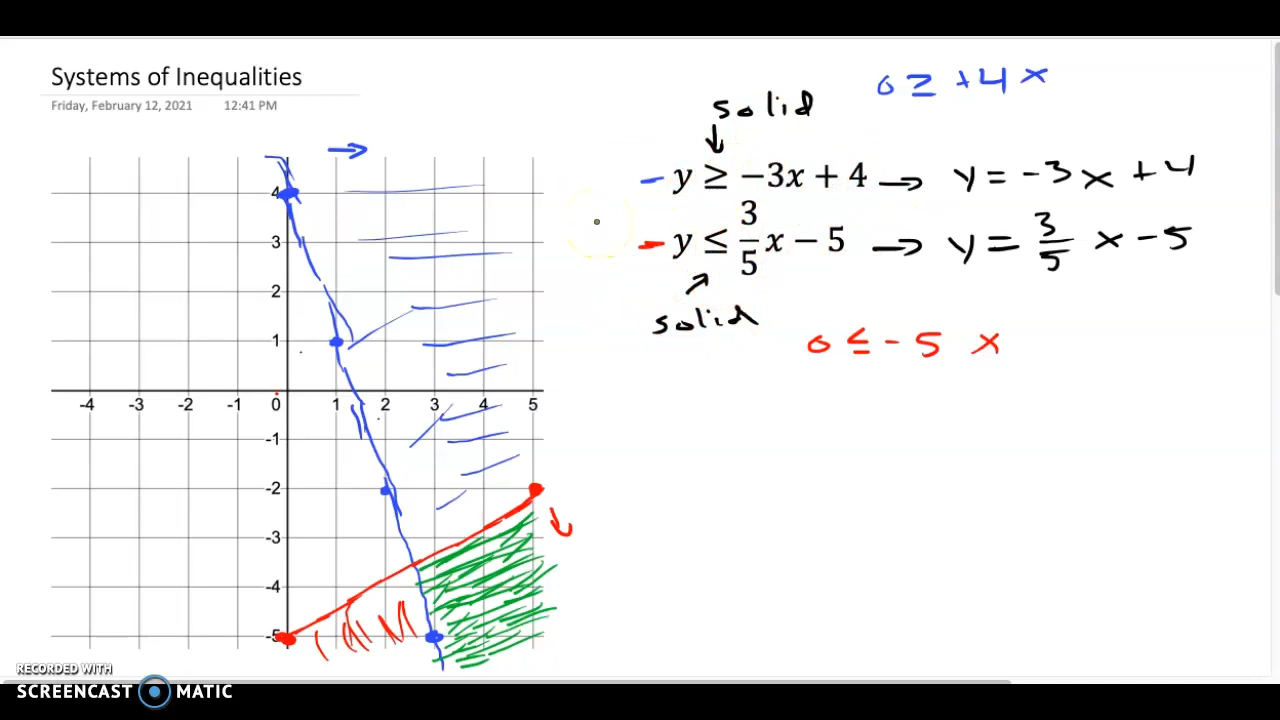 Systems of Inequalities
Friday, February 12, 2021 12:41 PM
0 ≥ +4 x
solid
y ≥ −3x + 4 → y = -3x +4
y ≤ 3/5 x − 5 → y = 3/5 x -5
solid
0 ≤ -5 x
4
3
2
1
-4 -3 -2 -1 0 1 2 3 4 5
-1
-2
-3
-4
-5
RECORDED WITH
SCREENCAST MATIC